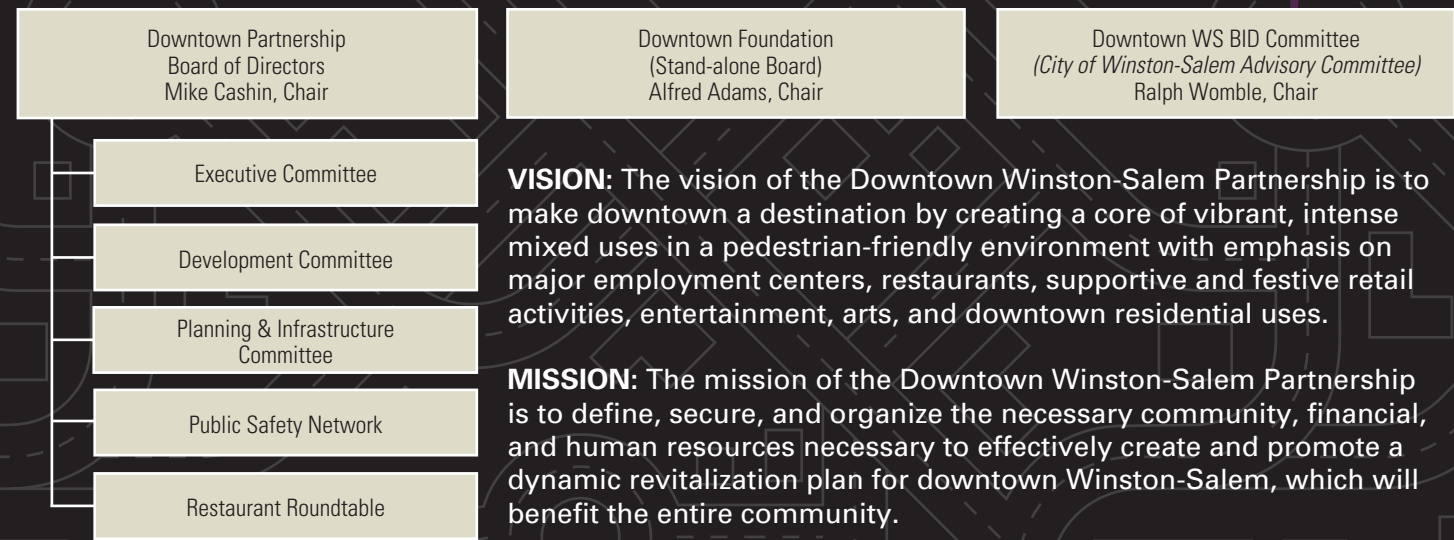 Downtown Partnership
Board of Directors
Mike Cashin, Chair
Downtown Foundation
(Stand-alone Board)
Alfred Adams, Chair
Downtown WS BID Committee
(City of Winston-Salem Advisory Committee)
Ralph Womble, Chair
Executive Committee
Development Committee
Planning & Infrastructure
Committee
Public Safety Network
Restaurant Roundtable
VISION: The vision of the Downtown Winston-Salem Partnership is to
make downtown a destination by creating a core of vibrant, intense
mixed uses in a pedestrian-friendly environment with emphasis on
major employment centers, restaurants, supportive and festive retail
activities, entertainment, arts, and downtown residential uses.
MISSION: The mission of the Downtown Winston-Salem Partnership
is to define, secure, and organize the necessary community, financial,
and human resources necessary to effectively create and promote a
dynamic revitalization plan for downtown Winston-Salem, which will
benefit the entire community.